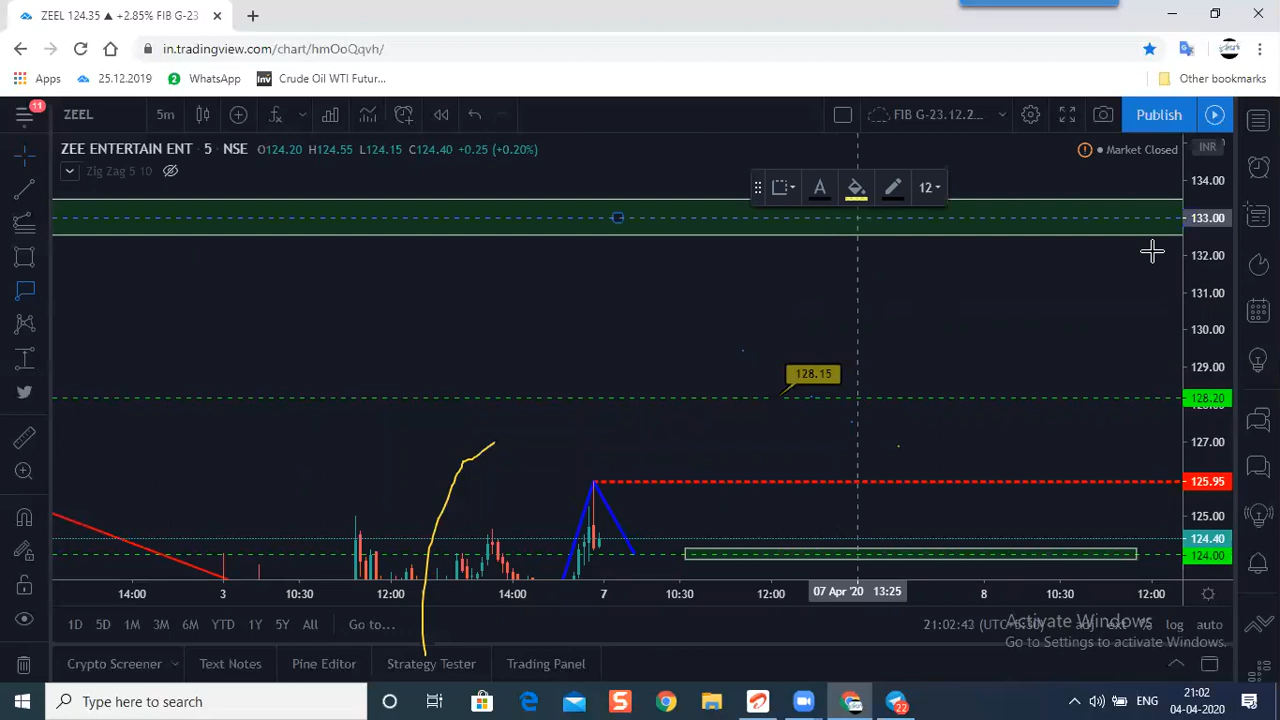 ZEEL 124.35 ▲ +2.85% FIB G-23
in.tradingview.com/chart/hmOoQqvh/
Apps 25.12.2019 WhatsApp Crude Oil WTI Futur... Other bookmarks
11
ZEEL 5m FIB G-23.12.2... Publish
ZEE ENTERTAIN ENT · 5 · NSE O124.20 H124.55 L124.15 C124.40 +0.25 (+0.20%) Market Closed INR
Zig Zag 5 10
12
134.00
133.00
132.00
131.00
130.00
129.00
128.15
128.20
127.00
125.95
125.00
124.40
124.00
14:00 3 10:30 12:00 14:00 7 10:30 12:00 07 Apr '20 13:25 8 10:30 12:00
1D 5D 1M 3M 6M YTD 1Y 5Y All Go to... 21:02:43 (UTC+5:30) adj ext % log auto
Activate Windows
Go to Settings to activate Windows.
Crypto Screener Text Notes Pine Editor Strategy Tester Trading Panel
Type here to search
22
ENG
21:02
04-04-2020